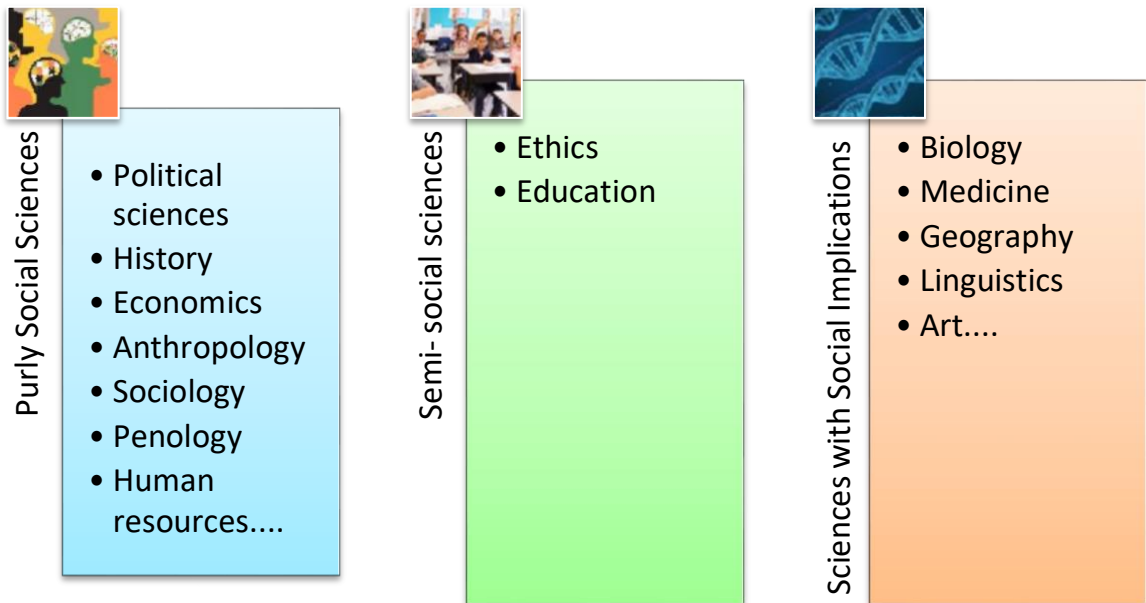 Purly Social Sciences
• Political
sciences
• History
• Economics
• Anthropology
• Sociology
• Penology
• Human
resources....
Semi- social sciences
• Ethics
• Education
Sciences with Social Implications
• Biology
• Medicine
• Geography
• Linguistics
• Art....